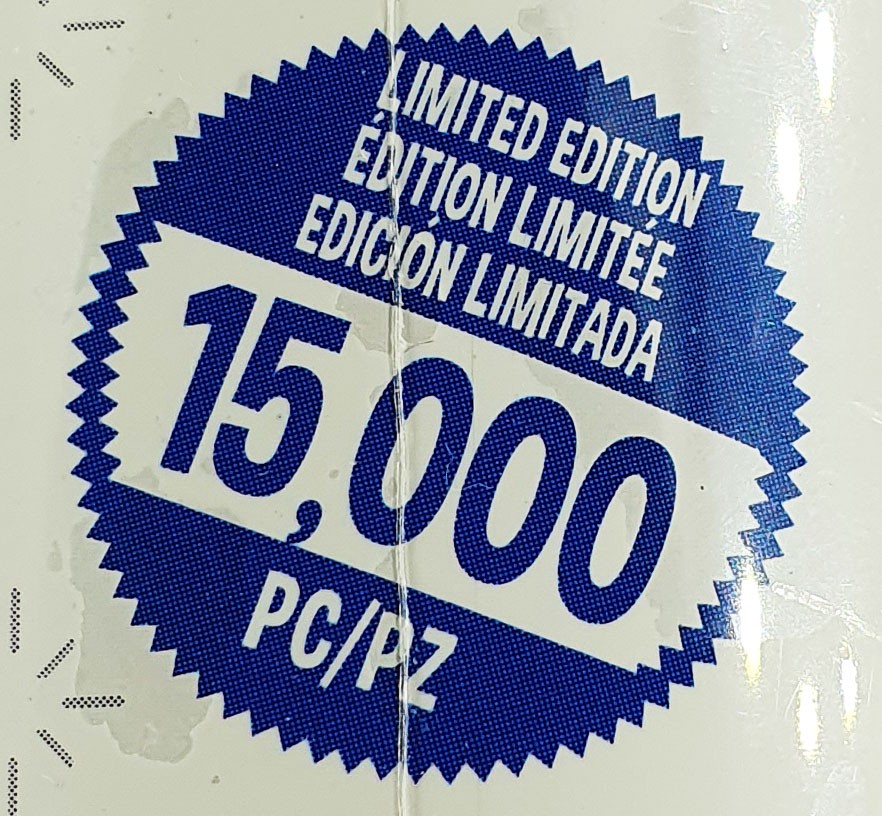 LIMITED EDITION
ÉDITION LIMITÉE
EDICIÓN LIMITADA
15,000
PC/PZ